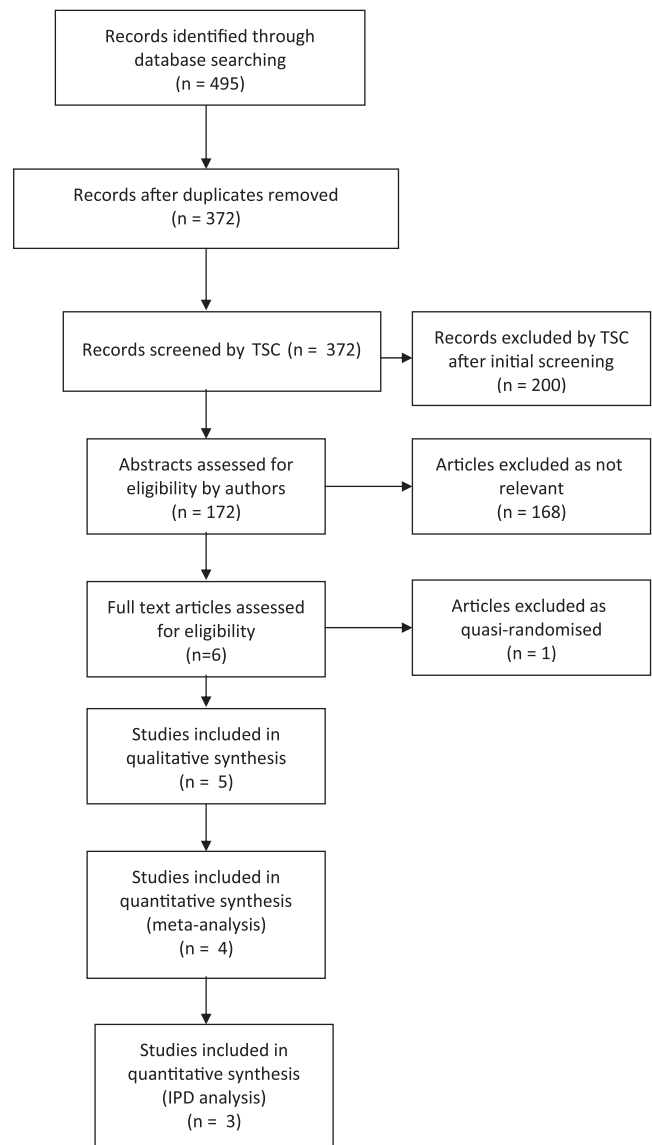 Records identified through
database searching
(n = 495)
Records after duplicates removed
(n = 372)
Records screened by TSC (n = 372)
Records excluded by TSC
after initial screening
(n = 200)
Abstracts assessed for
eligibility by authors
(n = 172)
Articles excluded as not
relevant
(n = 168)
Full text articles assessed
for eligibility
(n=6)
Articles excluded as
quasi-randomised
(n = 1)
Studies included in
qualitative synthesis
(n = 5)
Studies included in
quantitative synthesis
(meta-analysis)
(n = 4)
Studies included in
quantitative synthesis
(IPD analysis)
(n = 3)